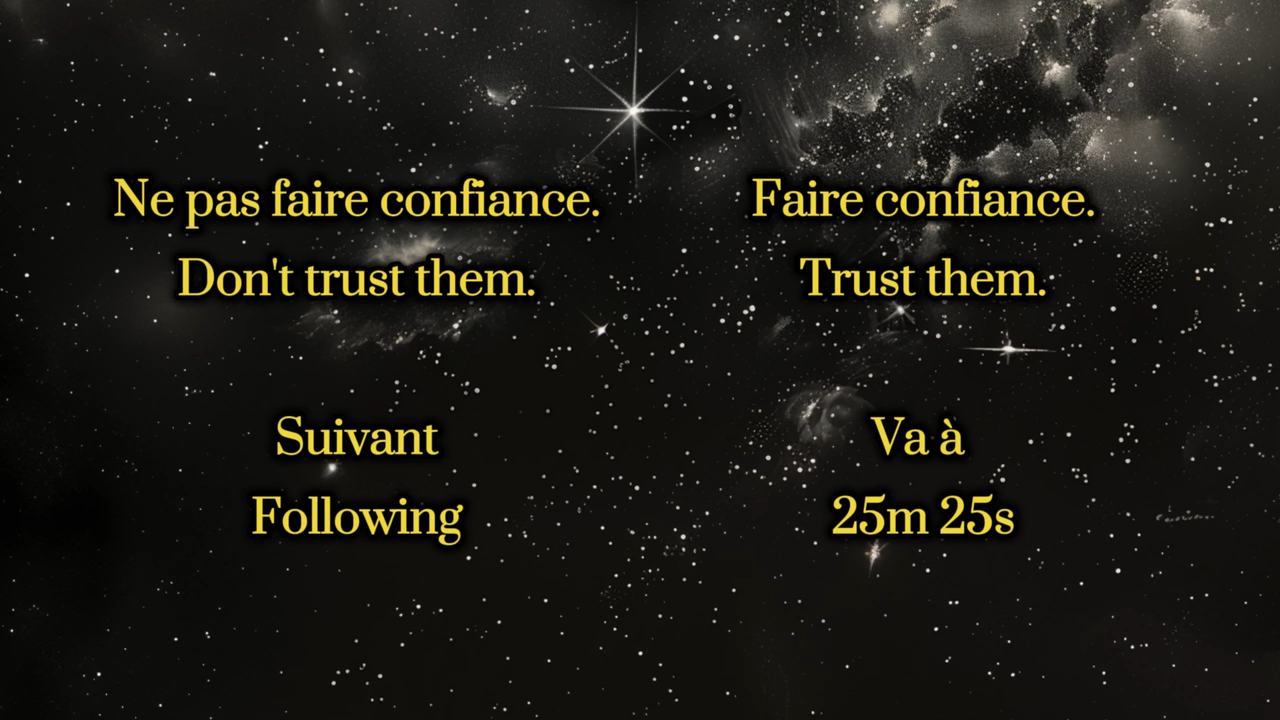 Ne pas faire confiance.
Don't trust them.
Faire confiance.
Trust them.
Suivant
Following
Va à
25m 25s